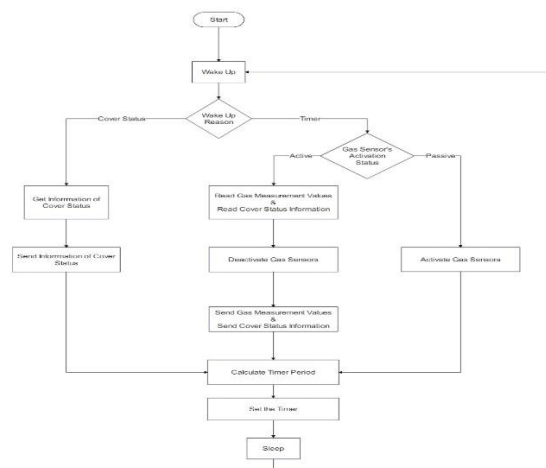 Start
Wake Up
Wake Up
Reason
Cover Status
Timer
Gas Sensor's
Activation
Status
Active
Passive
Get Information of
Cover Status
Read Gas Measurement Values
&
Read Cover Status Information
Send Information of Cover
Status
Deactivate Gas Sensors
Activate Gas Sensors
Send Gas Measurement Values
&
Send Cover Status Information
Calculate Timer Period
Set the Timer
Sleep